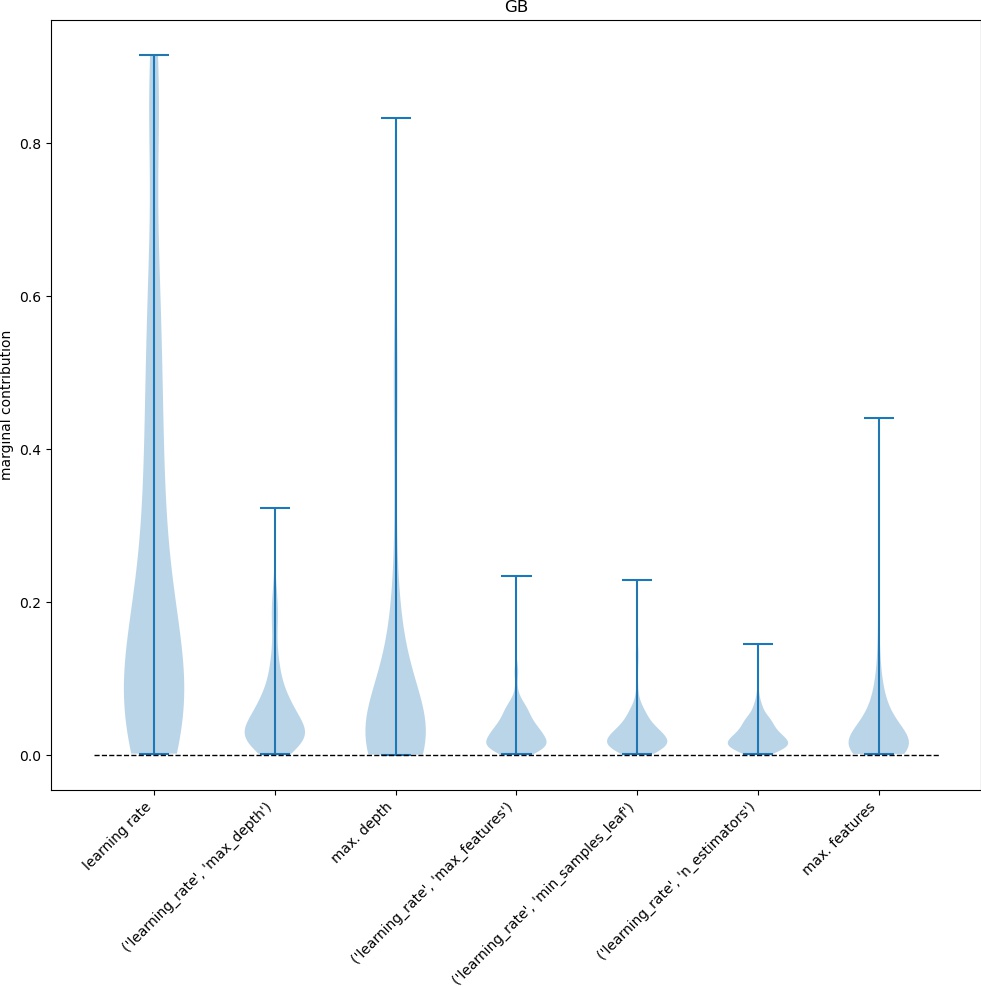 GB
marginal contribution
0.8
0.6
0.4
0.2
0.0
learning rate
('learning_rate', 'max_depth')
max. depth
('learning_rate', 'max_features')
('learning_rate', 'min_samples_leaf')
('learning_rate', 'n_estimators')
max. features